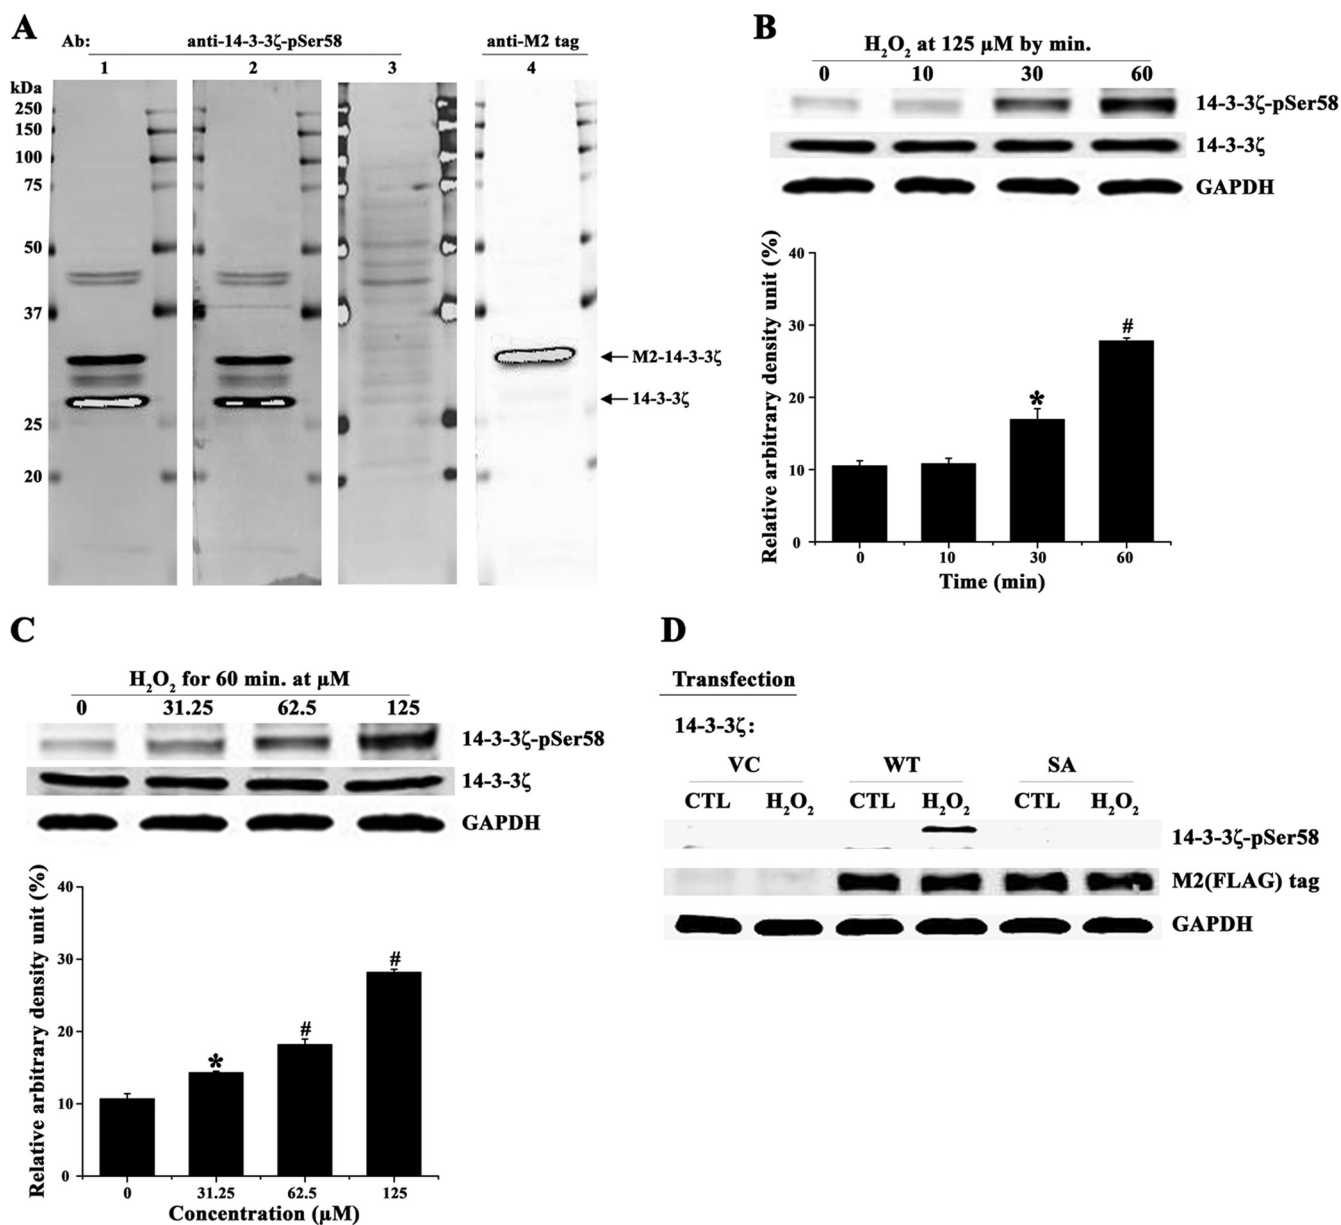 A
Ab: anti-14-3-3ζ-pSer58 anti-M2 tag
1 2 3 4
kDa
250
150
100
75
50
37
25
20
M2-14-3-3ζ
14-3-3ζ
B
H₂O₂ at 125 μM by min.
0 10 30 60
14-3-3ζ-pSer58
14-3-3ζ
GAPDH
Relative arbitrary density unit (%)
40
30
20
10
0
*
#
0 10 30 60
Time (min)
C
H₂O₂ for 60 min. at μM
0 31.25 62.5 125
14-3-3ζ-pSer58
14-3-3ζ
GAPDH
Relative arbitrary density unit (%)
40
30
20
10
0
*
#
#
0 31.25 62.5 125
Concentration (μM)
D
Transfection
14-3-3ζ:
VC WT SA
CTL H₂O₂ CTL H₂O₂ CTL H₂O₂
14-3-3ζ-pSer58
M2(FLAG) tag
GAPDH